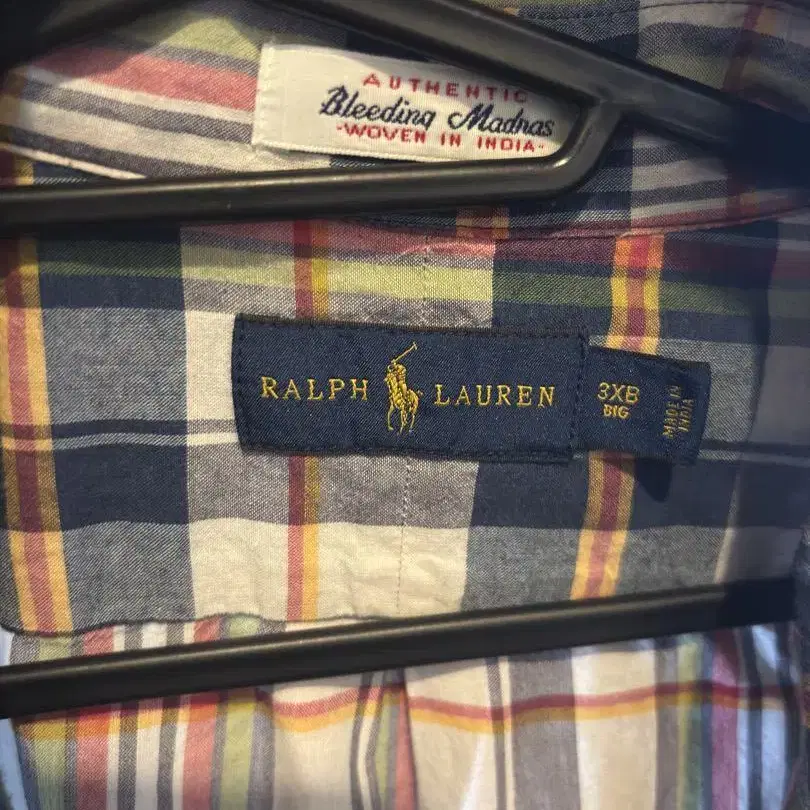 AUTHENTIC
Bleeding Madras
-WOVEN IN INDIA-
RALPH LAUREN
3XB
BIG
MADE IN
INDIA